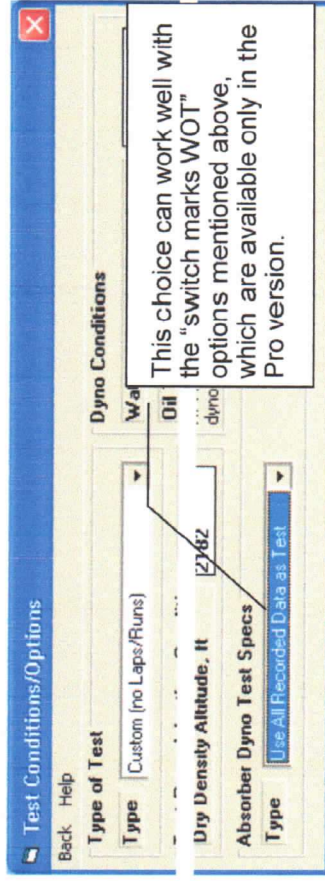 Test Conditions/Options
Back Help
Type of Test
Type Custom (no Laps/Runs)
Dry Density Altitude, ft 2182
Absorber Dyno Test Specs
Type Use All Recorded Data as Test
Dyno Conditions
Oil
dyno
This choice can work well with
the “switch marks WOT”
options mentioned above,
which are available only in the
Pro version.